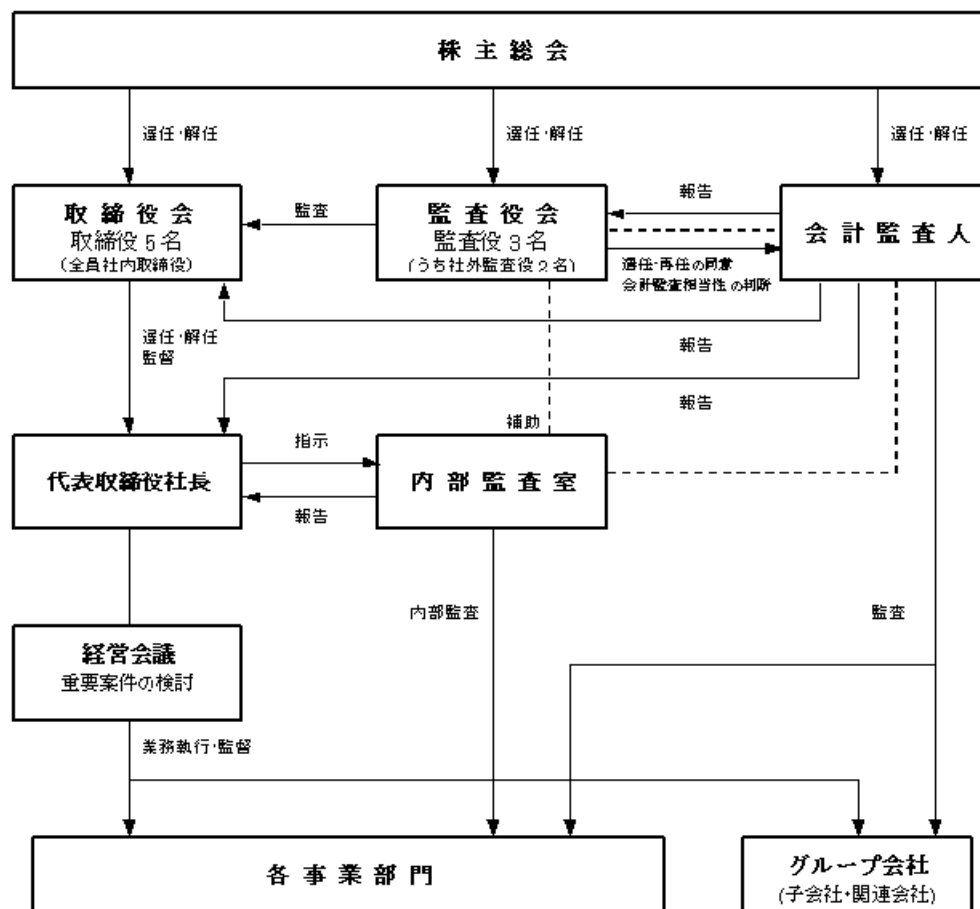 株主総会
選任・解任
選任・解任
選任・解任
取締役会
取締役5名
(全員社内取締役)
監査
監査役会
監査役3名
(うち社外監査役2名)
報告
会計監査人
選任・再任の同意
会計監査相当性の判断
選任・解任
監督
報告
報告
補助
代表取締役社長
指示
報告
内部監査室
内部監査
監査
経営会議
重要案件の検討
業務執行・監督
各事業部門
グループ会社
(子会社・関連会社)